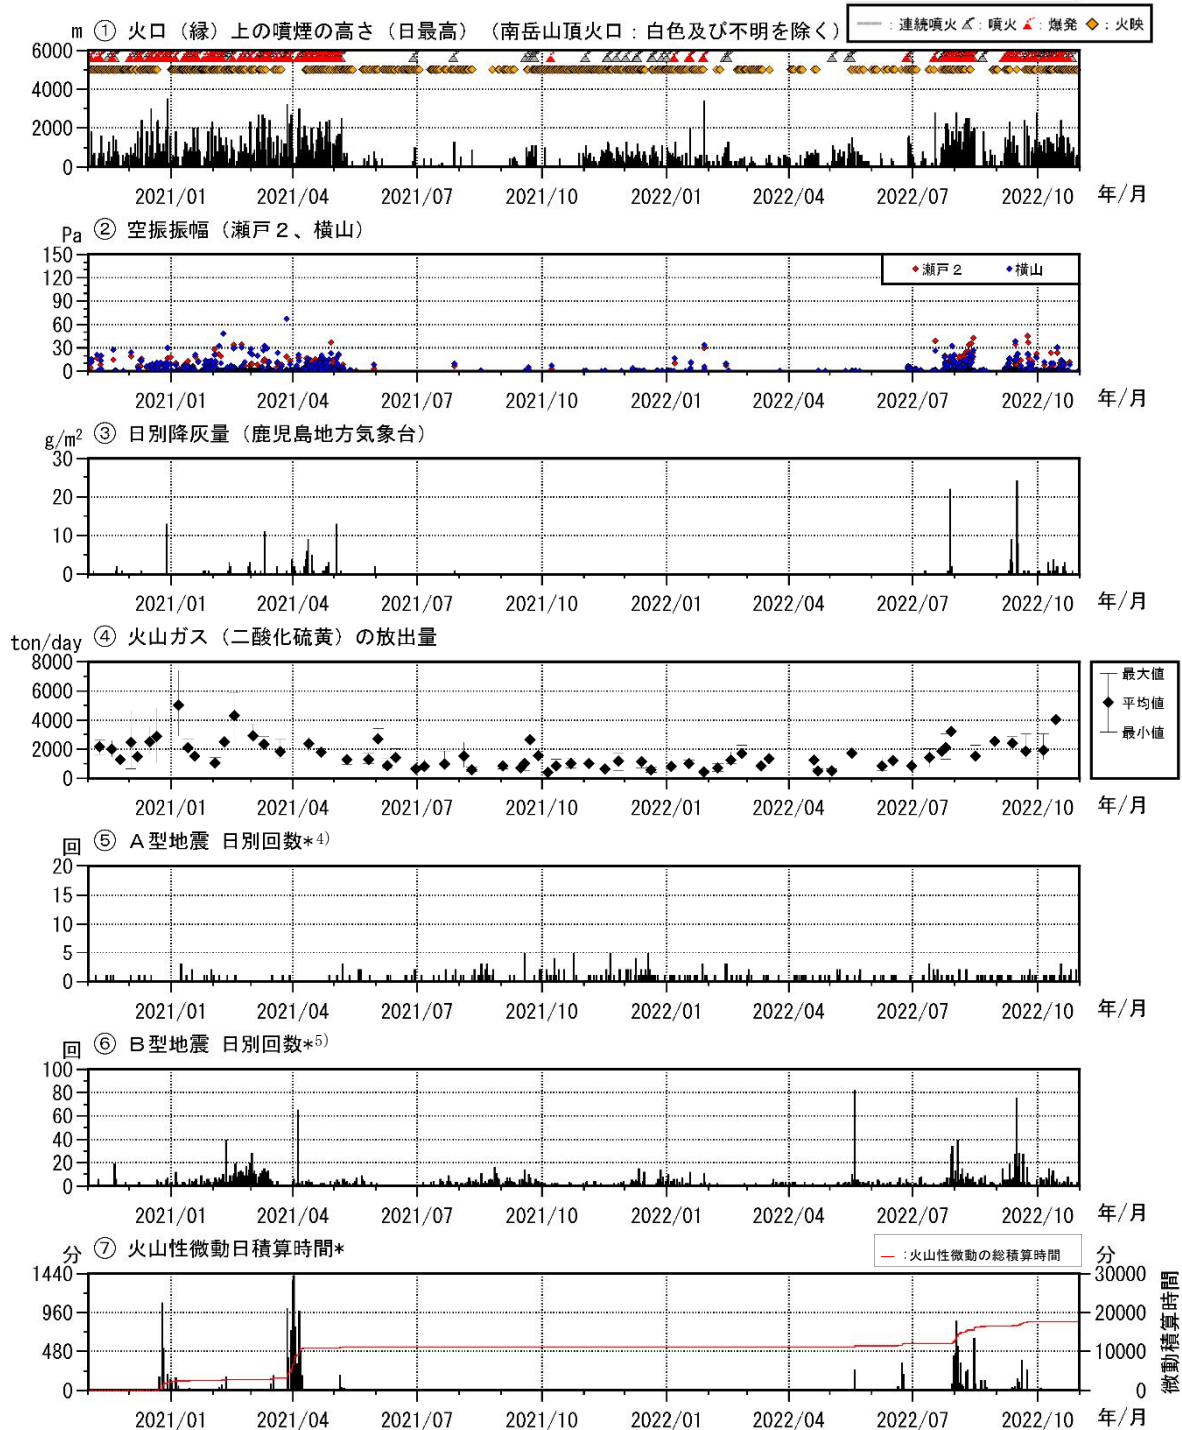 m ① 火口（縁）上の噴煙の高さ（日最高）（南岳山頂火口：白色及び不明を除く）
：連続噴火 ：噴火 ：爆発 ：火映
6000
4000
2000
0
2021/01 2021/04 2021/07 2021/10 2022/01 2022/04 2022/07 2022/10 年/月
Pa ② 空振振幅（瀬戸２、横山）
瀬戸２ 横山
150
120
90
60
30
0
2021/01 2021/04 2021/07 2021/10 2022/01 2022/04 2022/07 2022/10 年/月
g/m² ③ 日別降灰量（鹿児島地方気象台）
30
20
10
0
2021/01 2021/04 2021/07 2021/10 2022/01 2022/04 2022/07 2022/10 年/月
ton/day ④ 火山ガス（二酸化硫黄）の放出量
8000
6000
4000
2000
0
最大値
平均値
最小値
2021/01 2021/04 2021/07 2021/10 2022/01 2022/04 2022/07 2022/10 年/月
回 ⑤ Ａ型地震 日別回数*4)
20
15
10
5
0
2021/01 2021/04 2021/07 2021/10 2022/01 2022/04 2022/07 2022/10 年/月
回 ⑥ Ｂ型地震 日別回数*5)
100
80
60
40
20
0
2021/01 2021/04 2021/07 2021/10 2022/01 2022/04 2022/07 2022/10 年/月
分 ⑦ 火山性微動日積算時間*
：火山性微動の総積算時間 分
1440 30000
960 20000
480 10000
0 0
微動積算時間
2021/01 2021/04 2021/07 2021/10 2022/01 2022/04 2022/07 2022/10 年/月